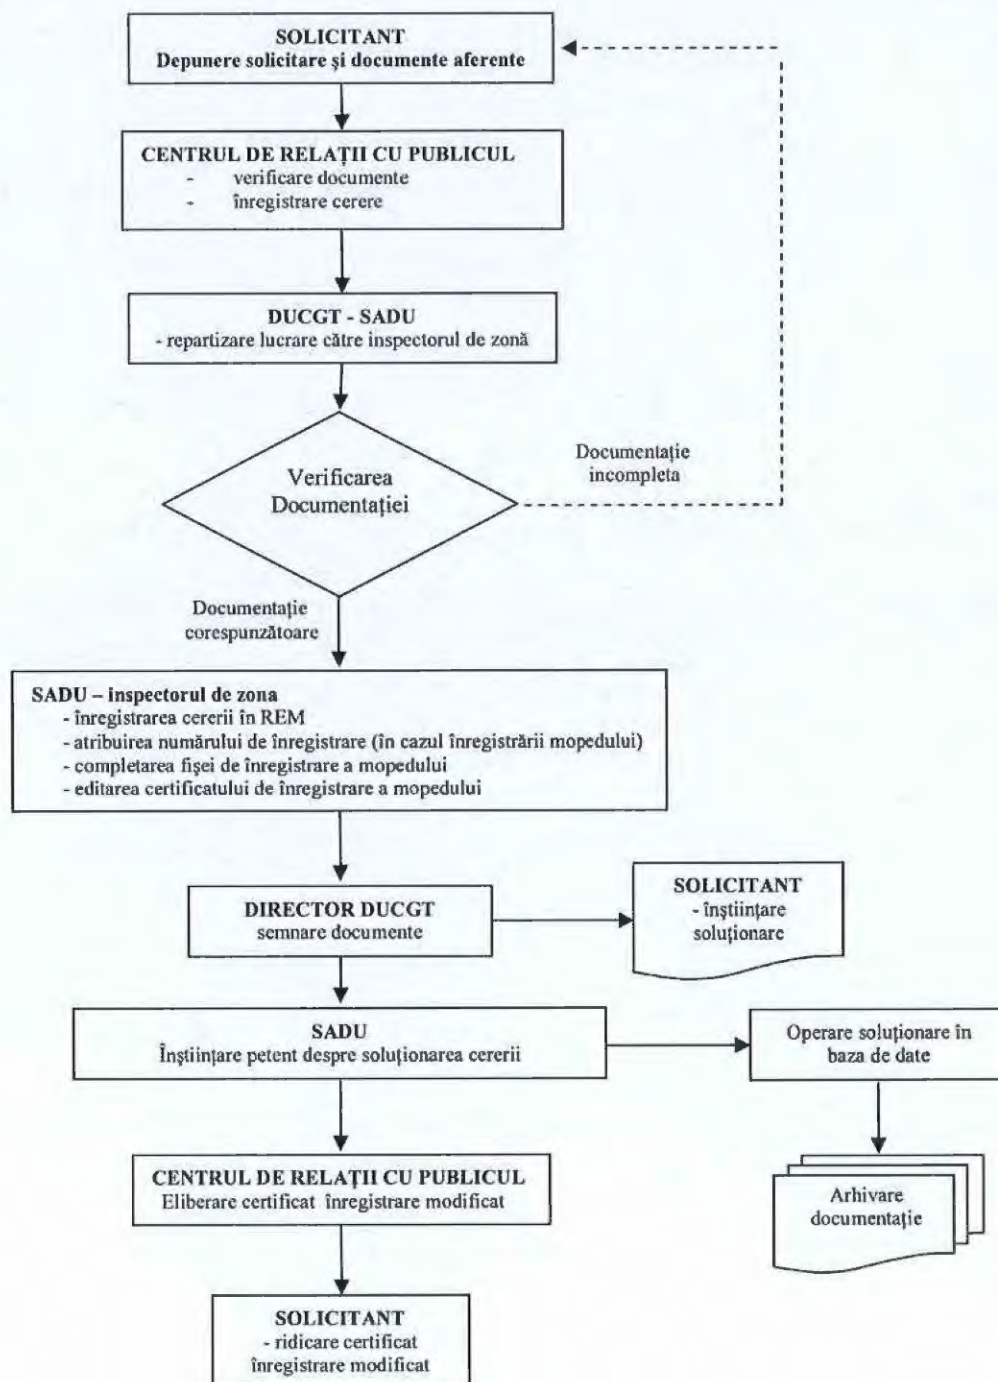 SOLICITANT
Depunere solicitare și documente aferente
CENTRUL DE RELAȚII CU PUBLICUL
- verificare documente
- înregistrare cerere
DUCGT - SADU
- repartizare lucrare către inspectorul de zonă
Verificarea
Documentației
Documentație
incompleta
Documentație
corespunzătoare
SADU – inspectorul de zona
- înregistrarea cererii în REM
- atribuirea numărului de înregistrare (în cazul înregistrării mopedului)
- completarea fișei de înregistrare a mopedului
- editarea certificatului de înregistrare a mopedului
DIRECTOR DUCGT
semnare documente
SOLICITANT
- înștiințare
soluționare
SADU
Înștiințare petent despre soluționarea cererii
Operare soluționare în
baza de date
CENTRUL DE RELAȚII CU PUBLICUL
Eliberare certificat înregistrare modificat
Arhivare
documentație
SOLICITANT
- ridicare certificat
înregistrare modificat